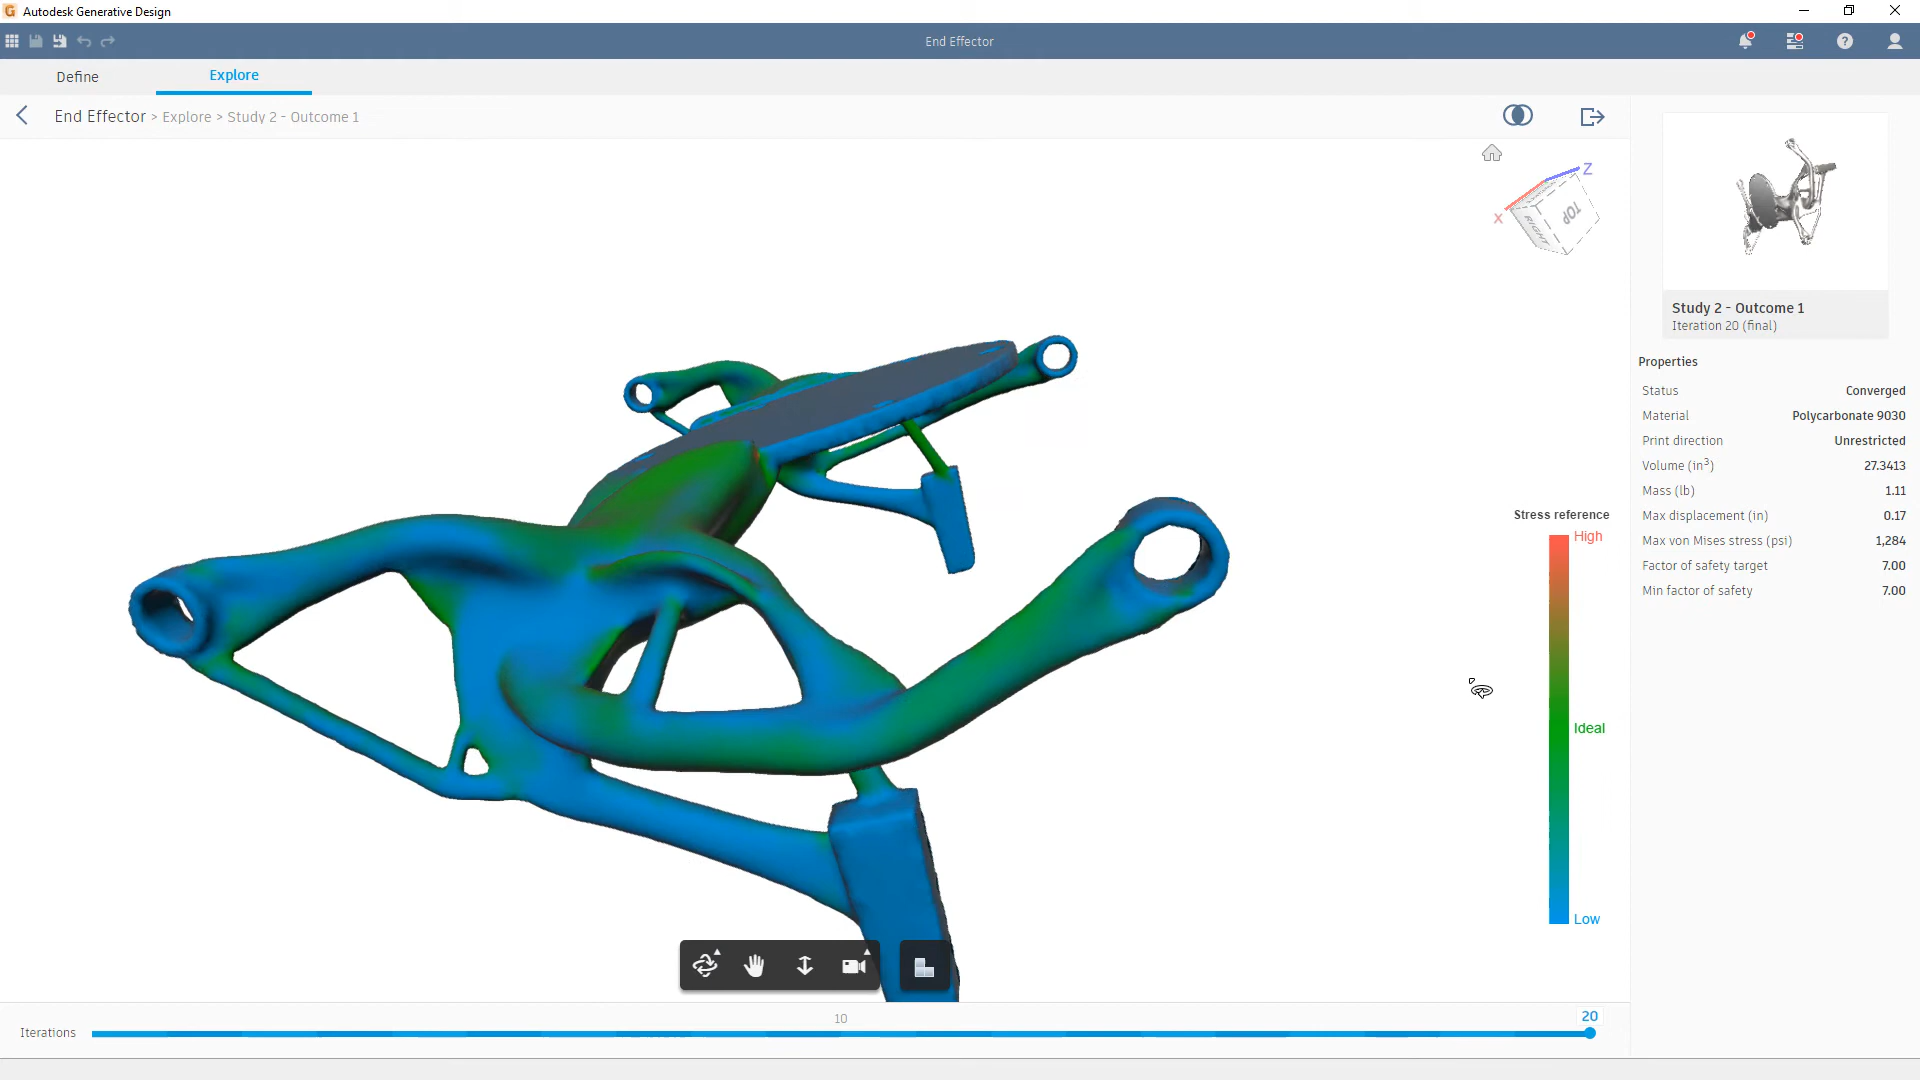 Autodesk Generative Design
End Effector
Define
Explore
End Effector > Explore > Study 2 - Outcome 1
Z
X
TOP
RIGHT
Study 2 - Outcome 1
Iteration 20 (final)
Properties
Status Converged
Material Polycarbonate 9030
Print direction Unrestricted
Volume (in³) 27.3413
Mass (lb) 1.11
Max displacement (in) 0.17
Max von Mises stress (psi) 1,284
Factor of safety target 7.00
Min factor of safety 7.00
Stress reference
High
Ideal
Low
10
20
Iterations